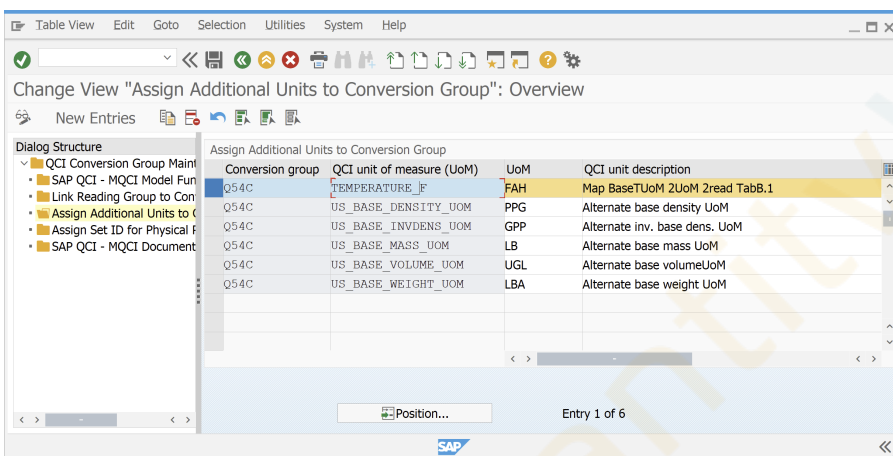 Table View Edit Goto Selection Utilities System Help
Change View "Assign Additional Units to Conversion Group": Overview
New Entries
Dialog Structure
QCI Conversion Group Maint
SAP QCI - MQCI Model Fun
Link Reading Group to Con
Assign Additional Units to C
Assign Set ID for Physical P
SAP QCI - MQCI Document
Assign Additional Units to Conversion Group
Conversion group QCI unit of measure (UoM) UoM QCI unit description
Q54C TEMPERATURE_F FAH Map BaseTUoM 2UoM 2read TabB.1
Q54C US_BASE_DENSITY_UOM PPG Alternate base density UoM
Q54C US_BASE_INVDENS_UOM GPP Alternate inv. base dens. UoM
Q54C US_BASE_MASS_UOM LB Alternate base mass UoM
Q54C US_BASE_VOLUME_UOM UGL Alternate base volumeUoM
Q54C US_BASE_WEIGHT_UOM LBA Alternate base weight UoM
Position... Entry 1 of 6
SAP